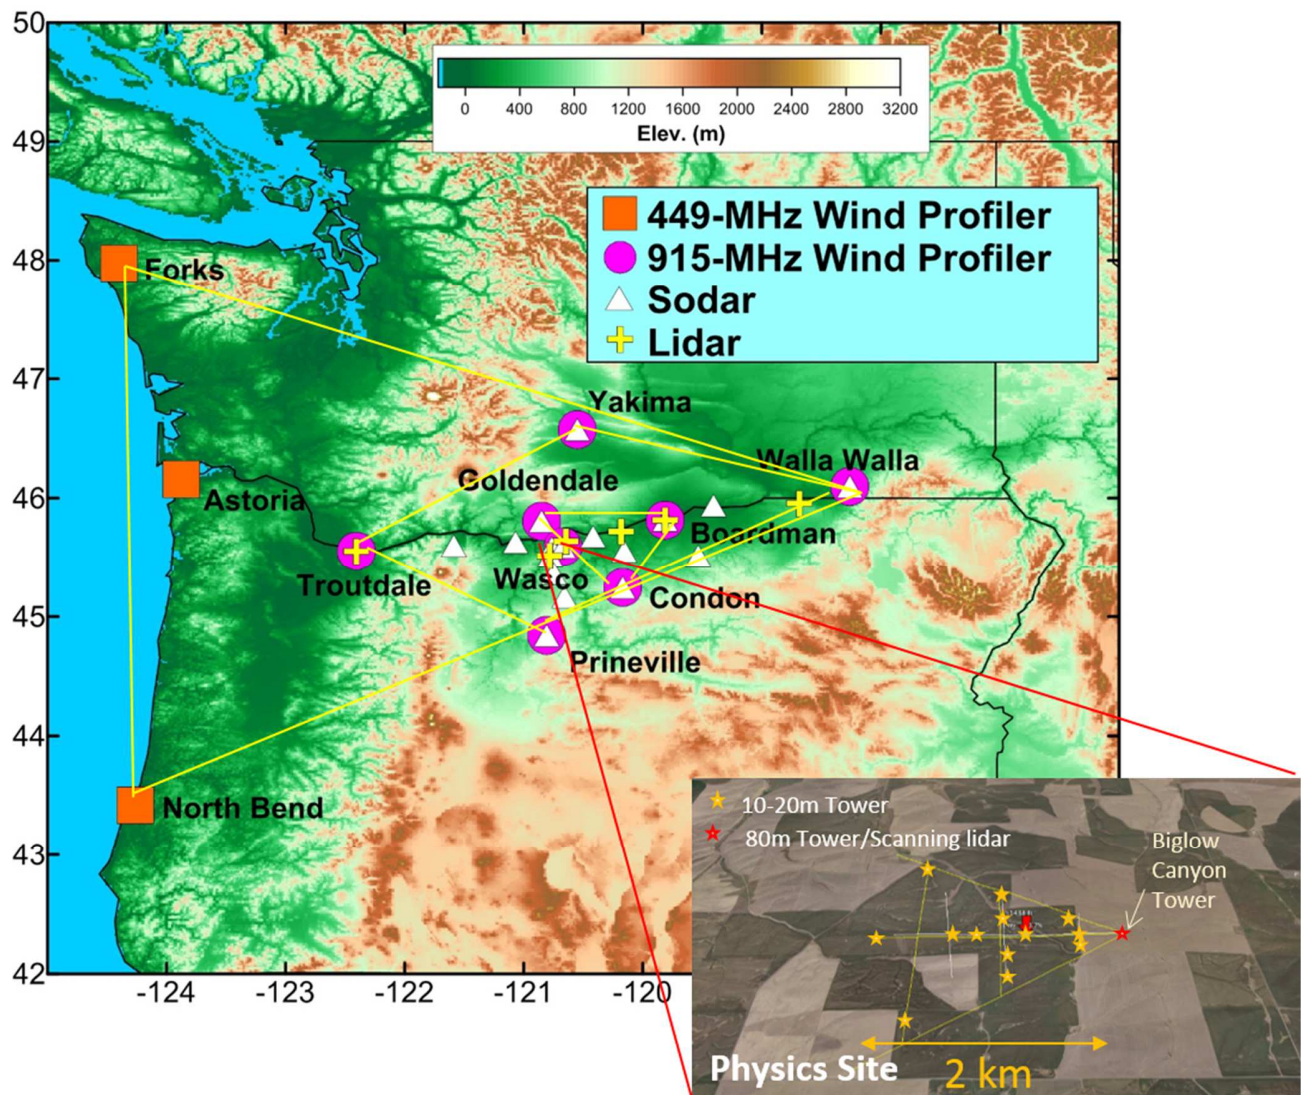 50
49
48
47
46
45
44
43
42
-124
-123
-122
-121
-120
0 400 800 1200 1600 2000 2400 2800 3200
Elev. (m)
449-MHz Wind Profiler
915-MHz Wind Profiler
Sodar
Lidar
Forks
Yakima
Walla Walla
Goldendale
Astoria
Boardman
Troutdale
Wasco
Condon
Prineville
North Bend
10-20m Tower
80m Tower/Scanning lidar
Biglow
Canyon
Tower
Physics Site
2 km